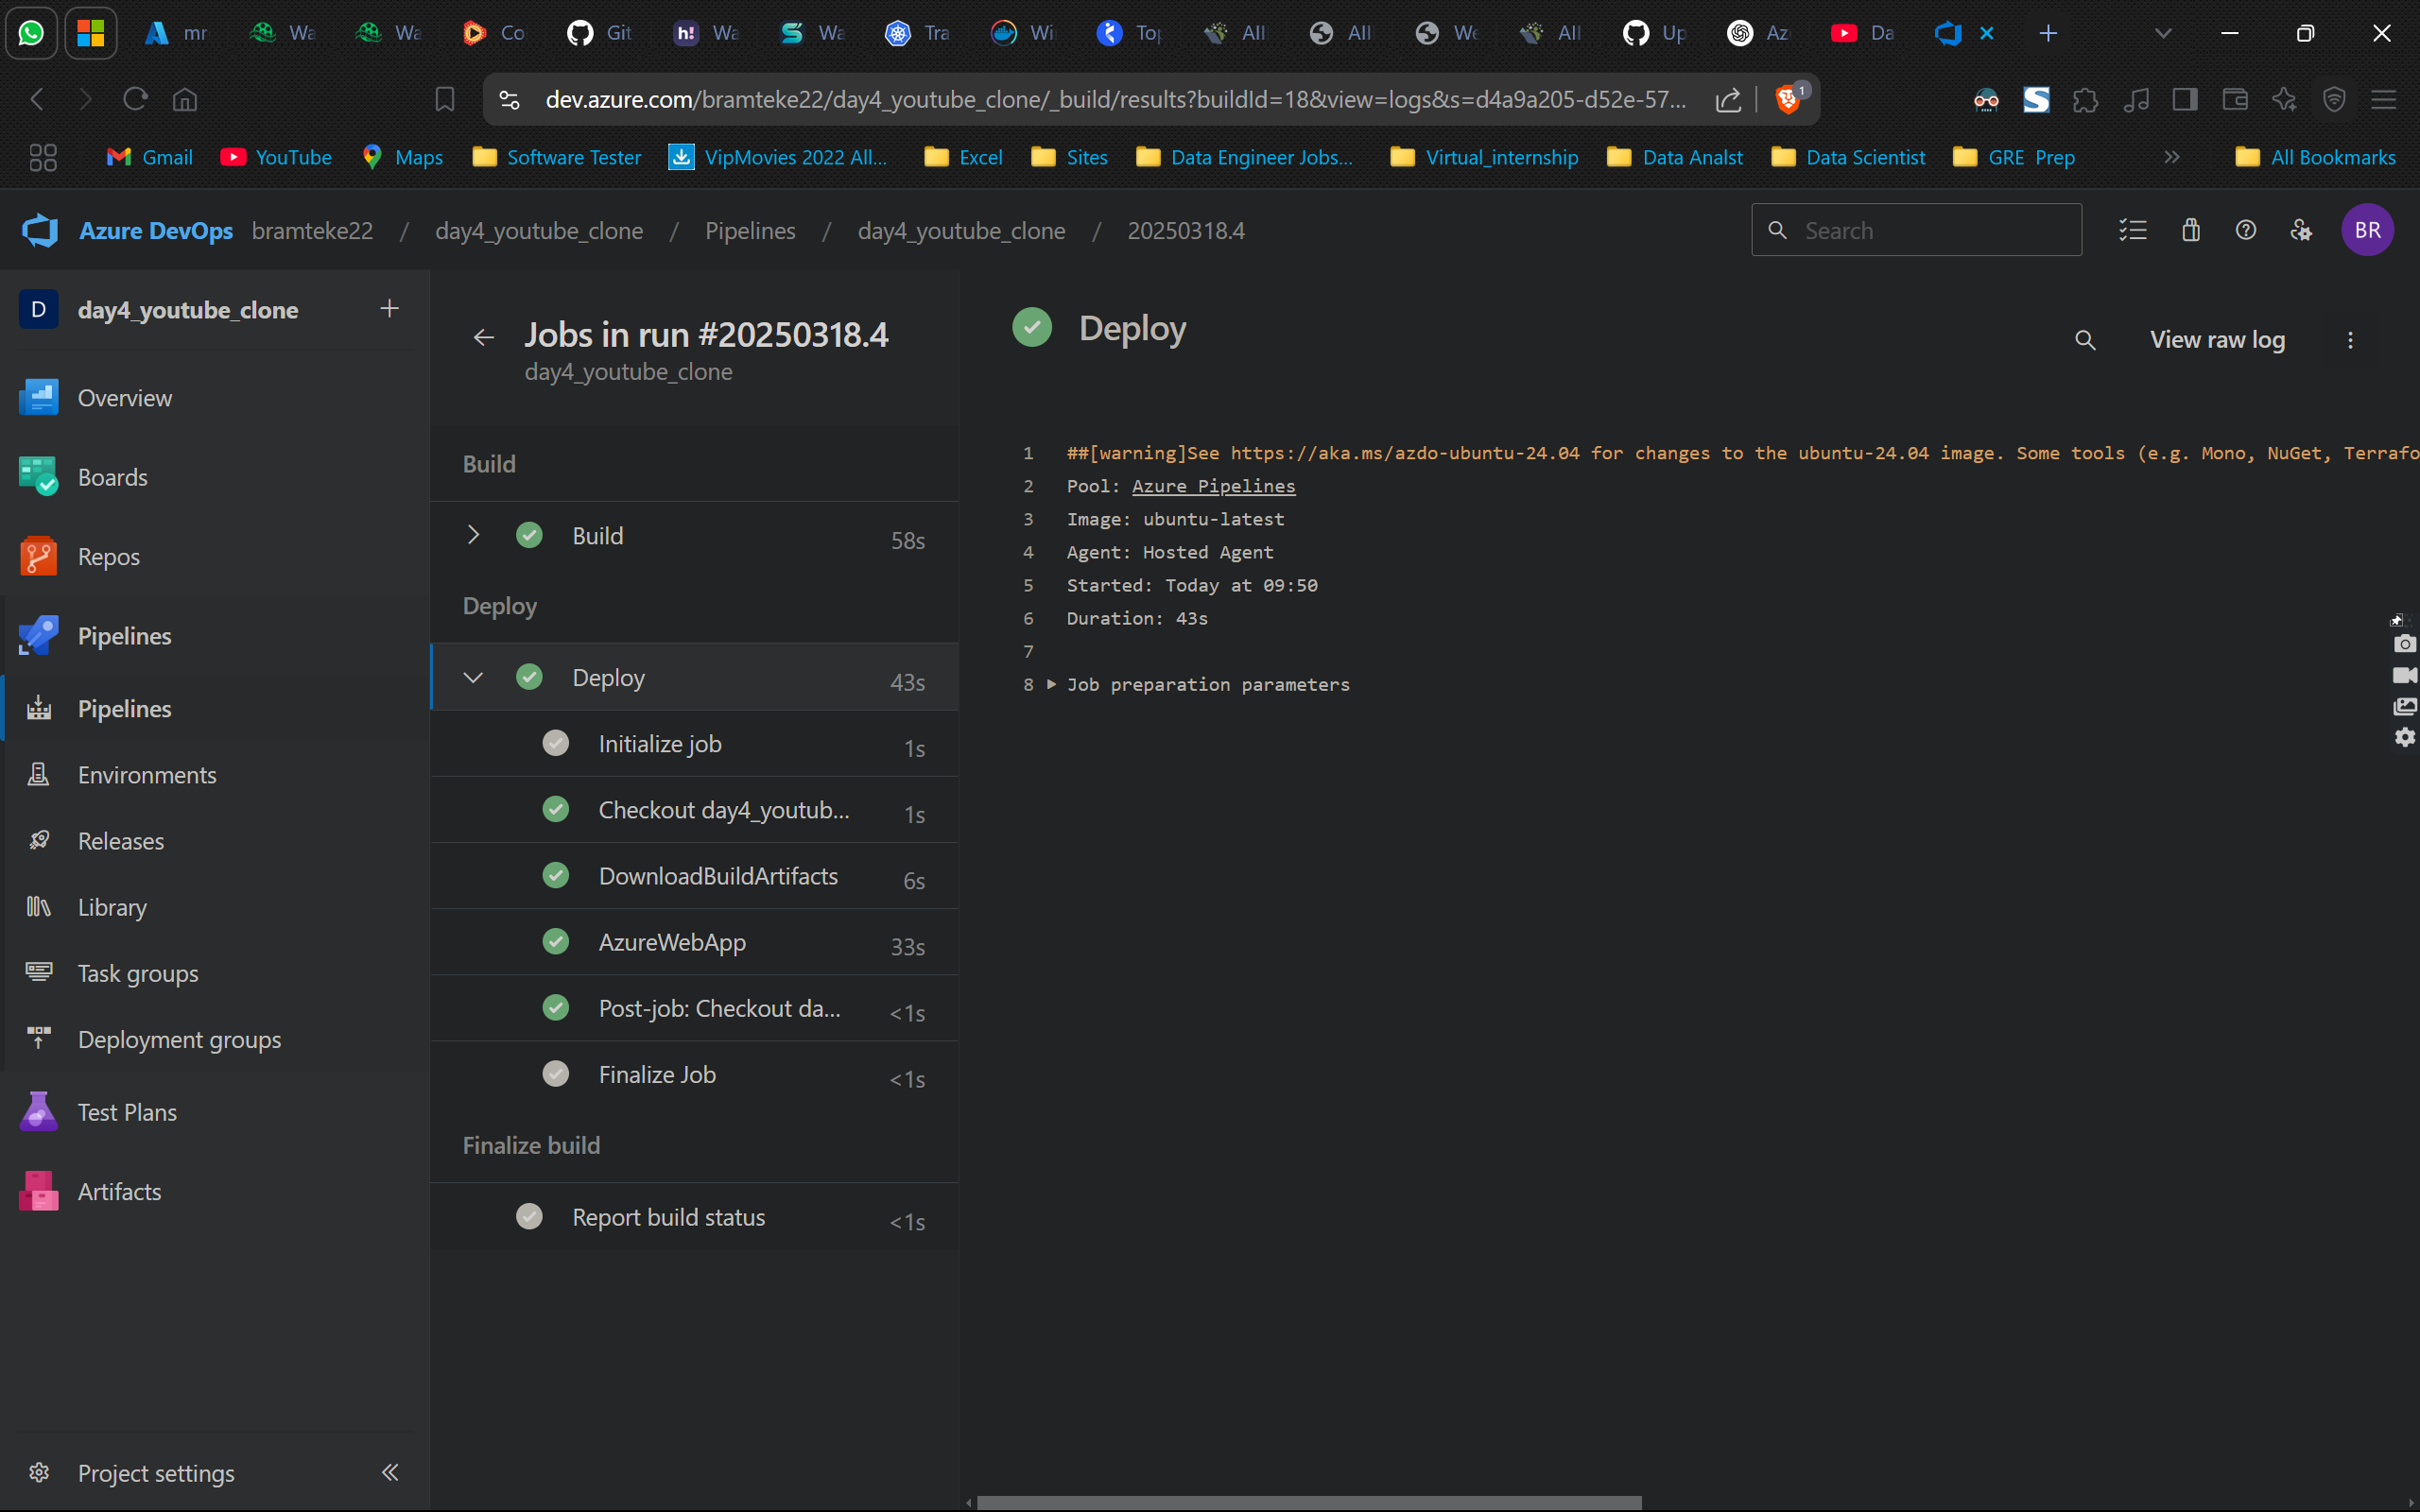 mr
Wa
Wa
Co
Git
h! Wa
Wa
Tra
Wi
Top
All
All
We
All
Up
Az
Da
dev.azure.com/bramteke22/day4_youtube_clone/_build/results?buildId=18&view=logs&s=d4a9a205-d52e-57...
1
Gmail
YouTube
Maps
Software Tester
VipMovies 2022 All...
Excel
Sites
Data Engineer Jobs...
Virtual_internship
Data Analst
Data Scientist
GRE Prep
All Bookmarks
Azure DevOps bramteke22 / day4_youtube_clone / Pipelines / day4_youtube_clone / 20250318.4
Search
BR
D day4_youtube_clone
Overview
Boards
Repos
Pipelines
Pipelines
Environments
Releases
Library
Task groups
Deployment groups
Test Plans
Artifacts
Project settings
Jobs in run #20250318.4
day4_youtube_clone
Build
Build 58s
Deploy
Deploy 43s
Initialize job 1s
Checkout day4_youtub... 1s
DownloadBuildArtifacts 6s
AzureWebApp 33s
Post-job: Checkout da... <1s
Finalize Job <1s
Finalize build
Report build status <1s
Deploy
View raw log
1 ##[warning]See https://aka.ms/azdo-ubuntu-24.04 for changes to the ubuntu-24.04 image. Some tools (e.g. Mono, NuGet, Terrafo
2 Pool: Azure Pipelines
3 Image: ubuntu-latest
4 Agent: Hosted Agent
5 Started: Today at 09:50
6 Duration: 43s
7
8 Job preparation parameters